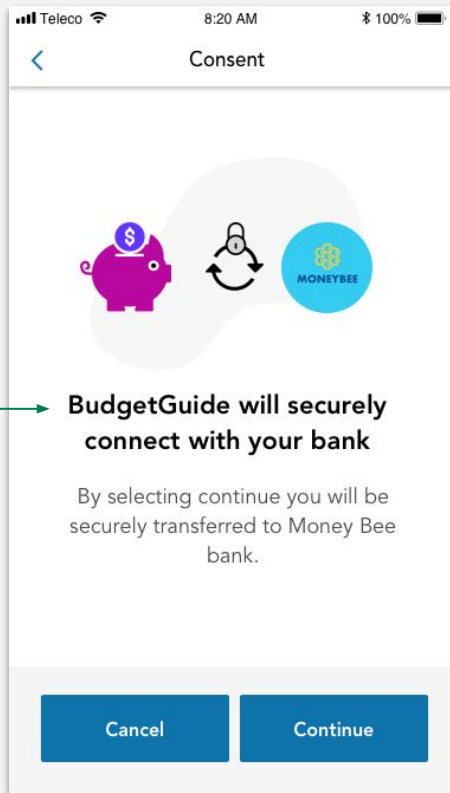 Teleco 8:20 AM 100%
Consent
$
MONEYBEE
BudgetGuide will securely
connect with your bank
By selecting continue you will be
securely transferred to Money Bee
bank.
Cancel Continue